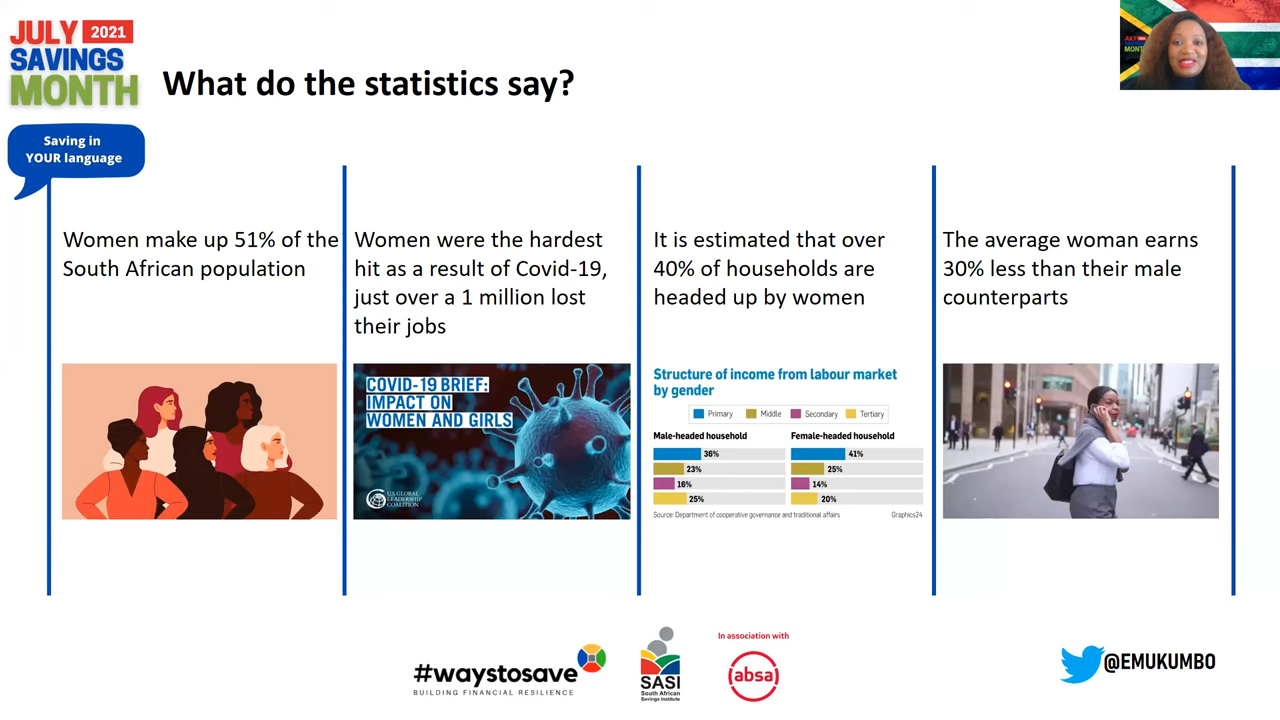 JULY 2021
SAVINGS
MONTH
What do the statistics say?
Saving in
YOUR language
Women make up 51% of the
South African population
Women were the hardest
hit as a result of Covid-19,
just over a 1 million lost
their jobs
COVID-19 BRIEF:
IMPACT ON
WOMEN AND GIRLS
U.S. GLOBAL
LEADERSHIP
COALITION
It is estimated that over
40% of households are
headed up by women
Structure of income from labour market
by gender
Primary Middle Secondary Tertiary
Male-headed household Female-headed household
36% 41%
23% 25%
16% 14%
25% 20%
Source: Department of cooperative governance and traditional affairs Graphics24
The average woman earns
30% less than their male
counterparts
#waystosave
BUILDING FINANCIAL RESILIENCE
SASI
South African
Savings Institute
In association with
absa
@EMUKUMBO